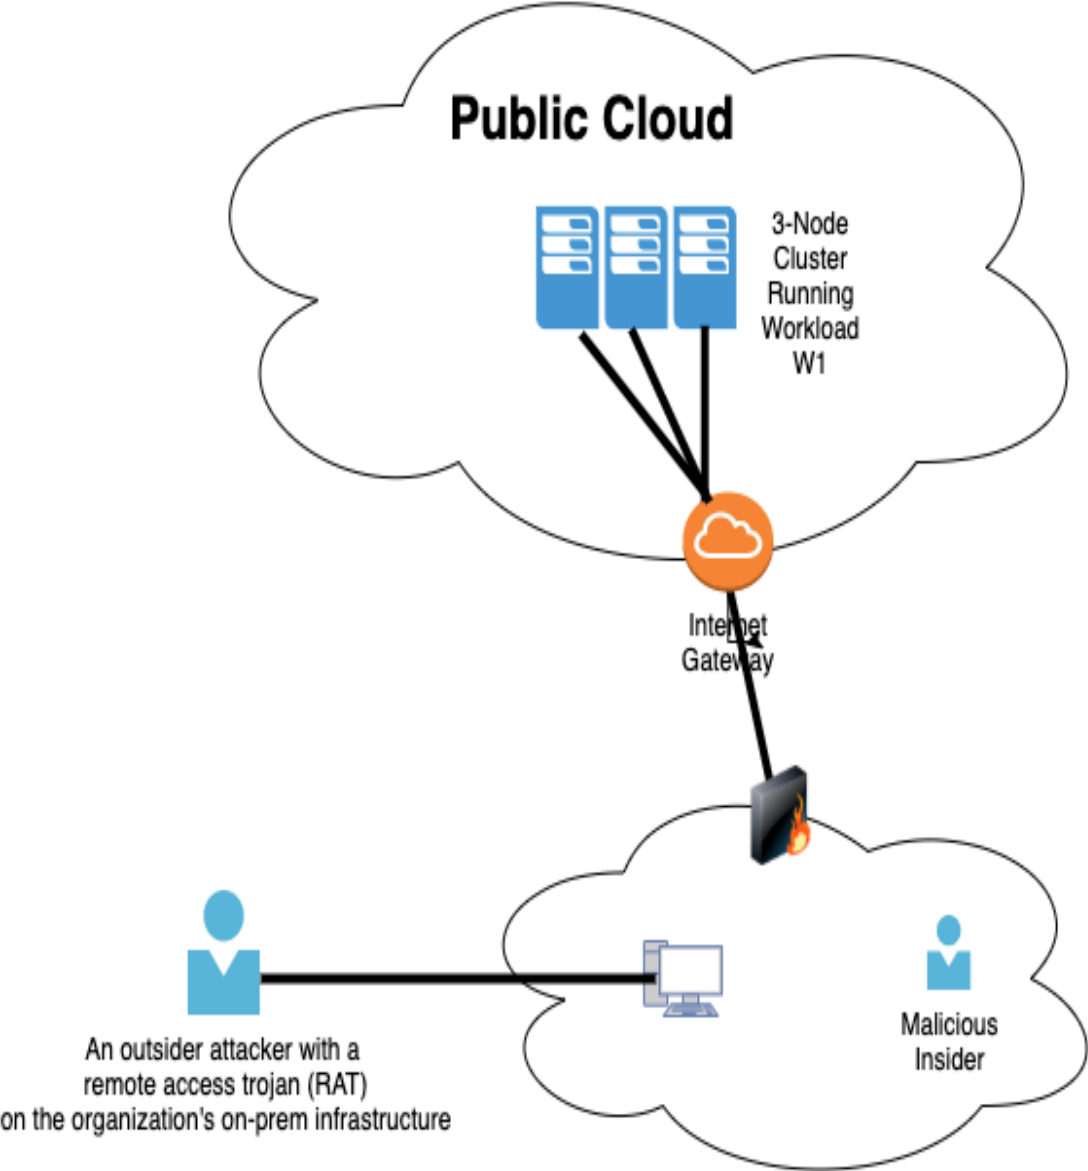 Public Cloud
3-Node
Cluster
Running
Workload
W1
Internet
Gateway
An outsider attacker with a
remote access trojan (RAT)
on the organization's on-prem infrastructure
Malicious
Insider